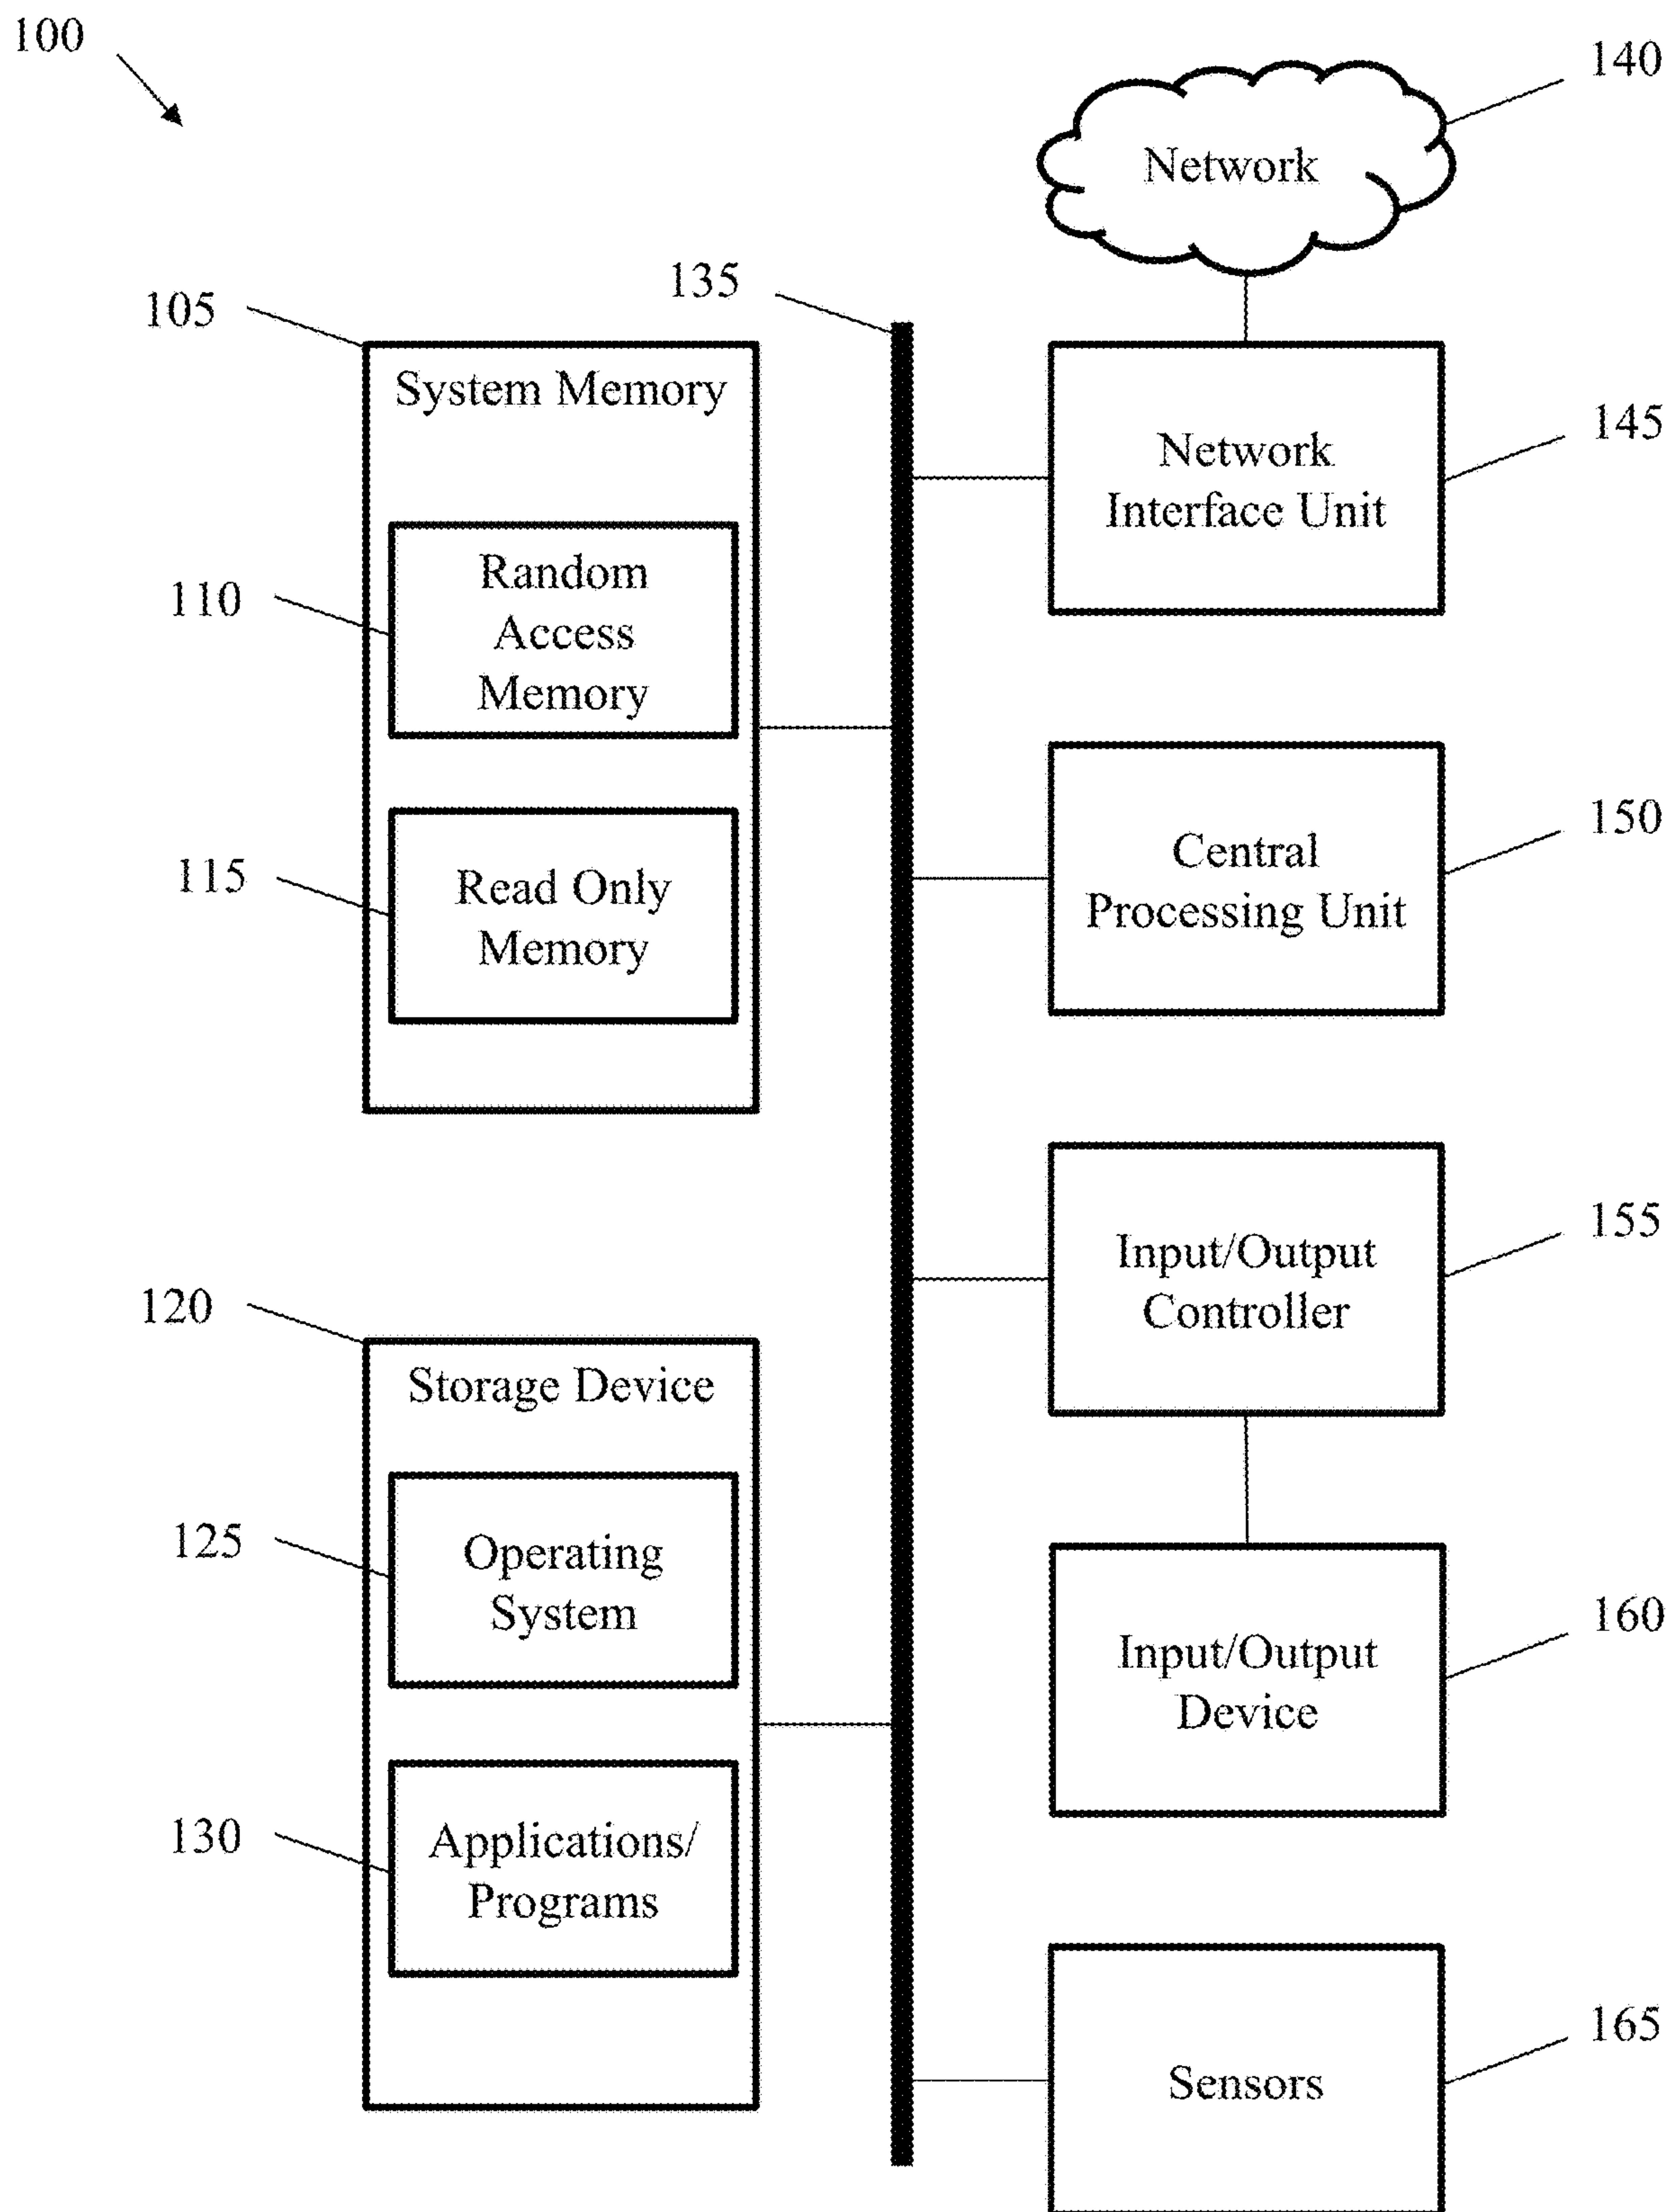 100
140
Network
135
105
System Memory
145
Network
Interface Unit
110
Random
Access
Memory
150
Central
Processing Unit
115
Read Only
Memory
155
Input/Output
Controller
120
Storage Device
125
Operating
System
160
Input/Output
Device
130
Applications/
Programs
165
Sensors